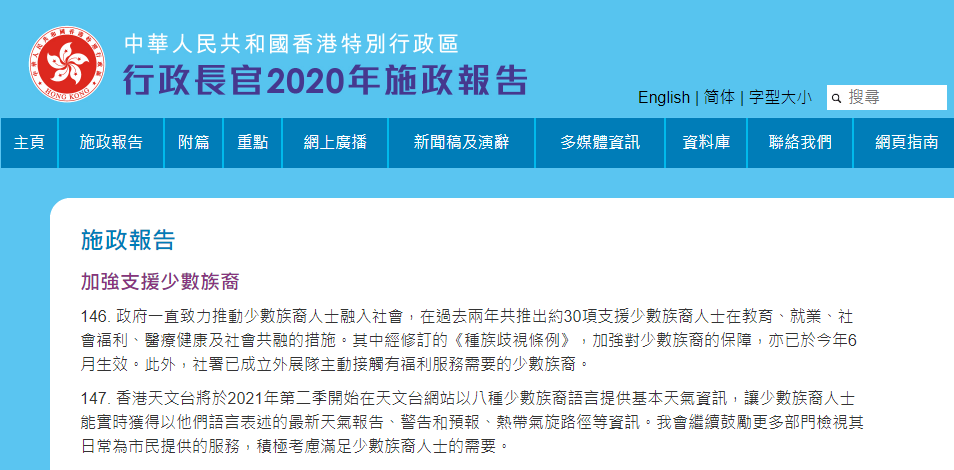 中華人民共和國香港特別行政區
HONG KONG
中華人民共和國香港特別行政區
行政長官2020年施政報告
English | 简体 | 字型大小
搜尋
主頁
施政報告
附篇
重點
網上廣播
新聞稿及演辭
多媒體資訊
資料庫
聯絡我們
網頁指南
施政報告
加強支援少數族裔
146. 政府一直致力推動少數族裔人士融入社會，在過去兩年共推出約30項支援少數族裔人士在教育、就業、社
會福利、醫療健康及社會共融的措施。其中經修訂的《種族歧視條例》，加強對少數族裔的保障，亦已於今年6
月生效。此外，社署已成立外展隊主動接觸有福利服務需要的少數族裔。
147. 香港天文台將於2021年第二季開始在天文台網站以八種少數族裔語言提供基本天氣資訊，讓少數族裔人士
能實時獲得以他們語言表述的最新天氣報告、警告和預報、熱帶氣旋路徑等資訊。我會繼續鼓勵更多部門檢視其
日常為市民提供的服務，積極考慮滿足少數族裔人士的需要。